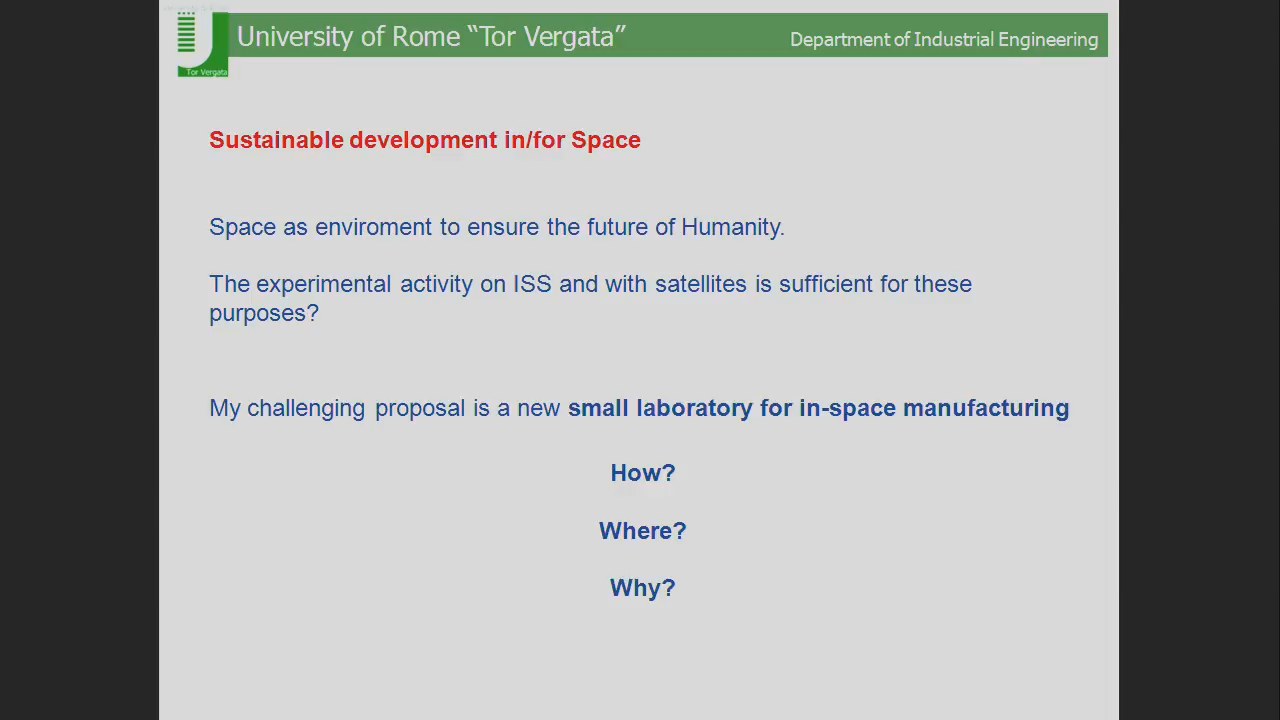 University of Rome “Tor Vergata”
Department of Industrial Engineering
Tor Vergata
Sustainable development in/for Space
Space as enviroment to ensure the future of Humanity.
The experimental activity on ISS and with satellites is sufficient for these
purposes?
My challenging proposal is a new small laboratory for in-space manufacturing
How?
Where?
Why?